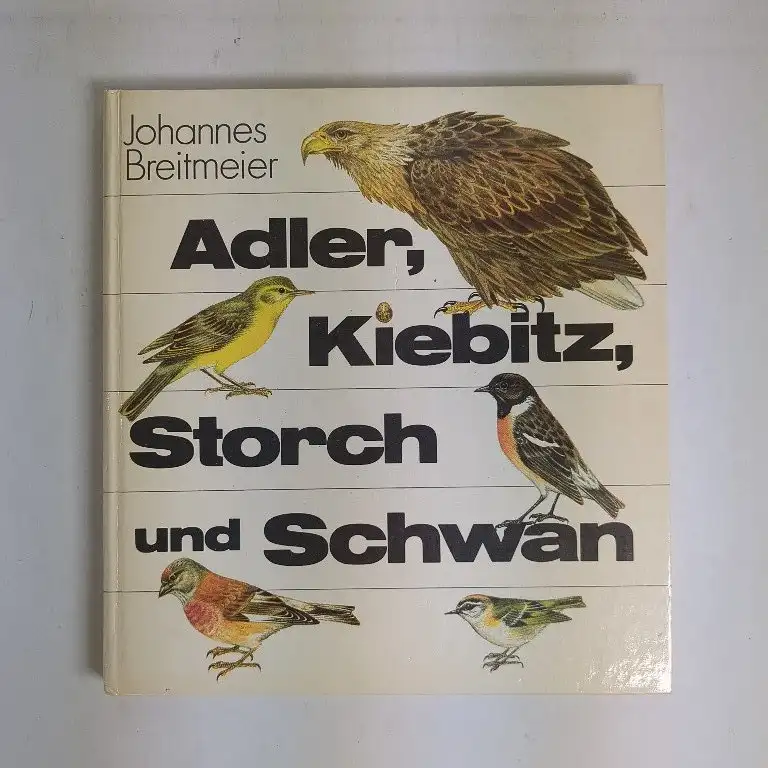 Johannes
Breitmeier
Adler,
Kiebitz,
Storch
und Schwan